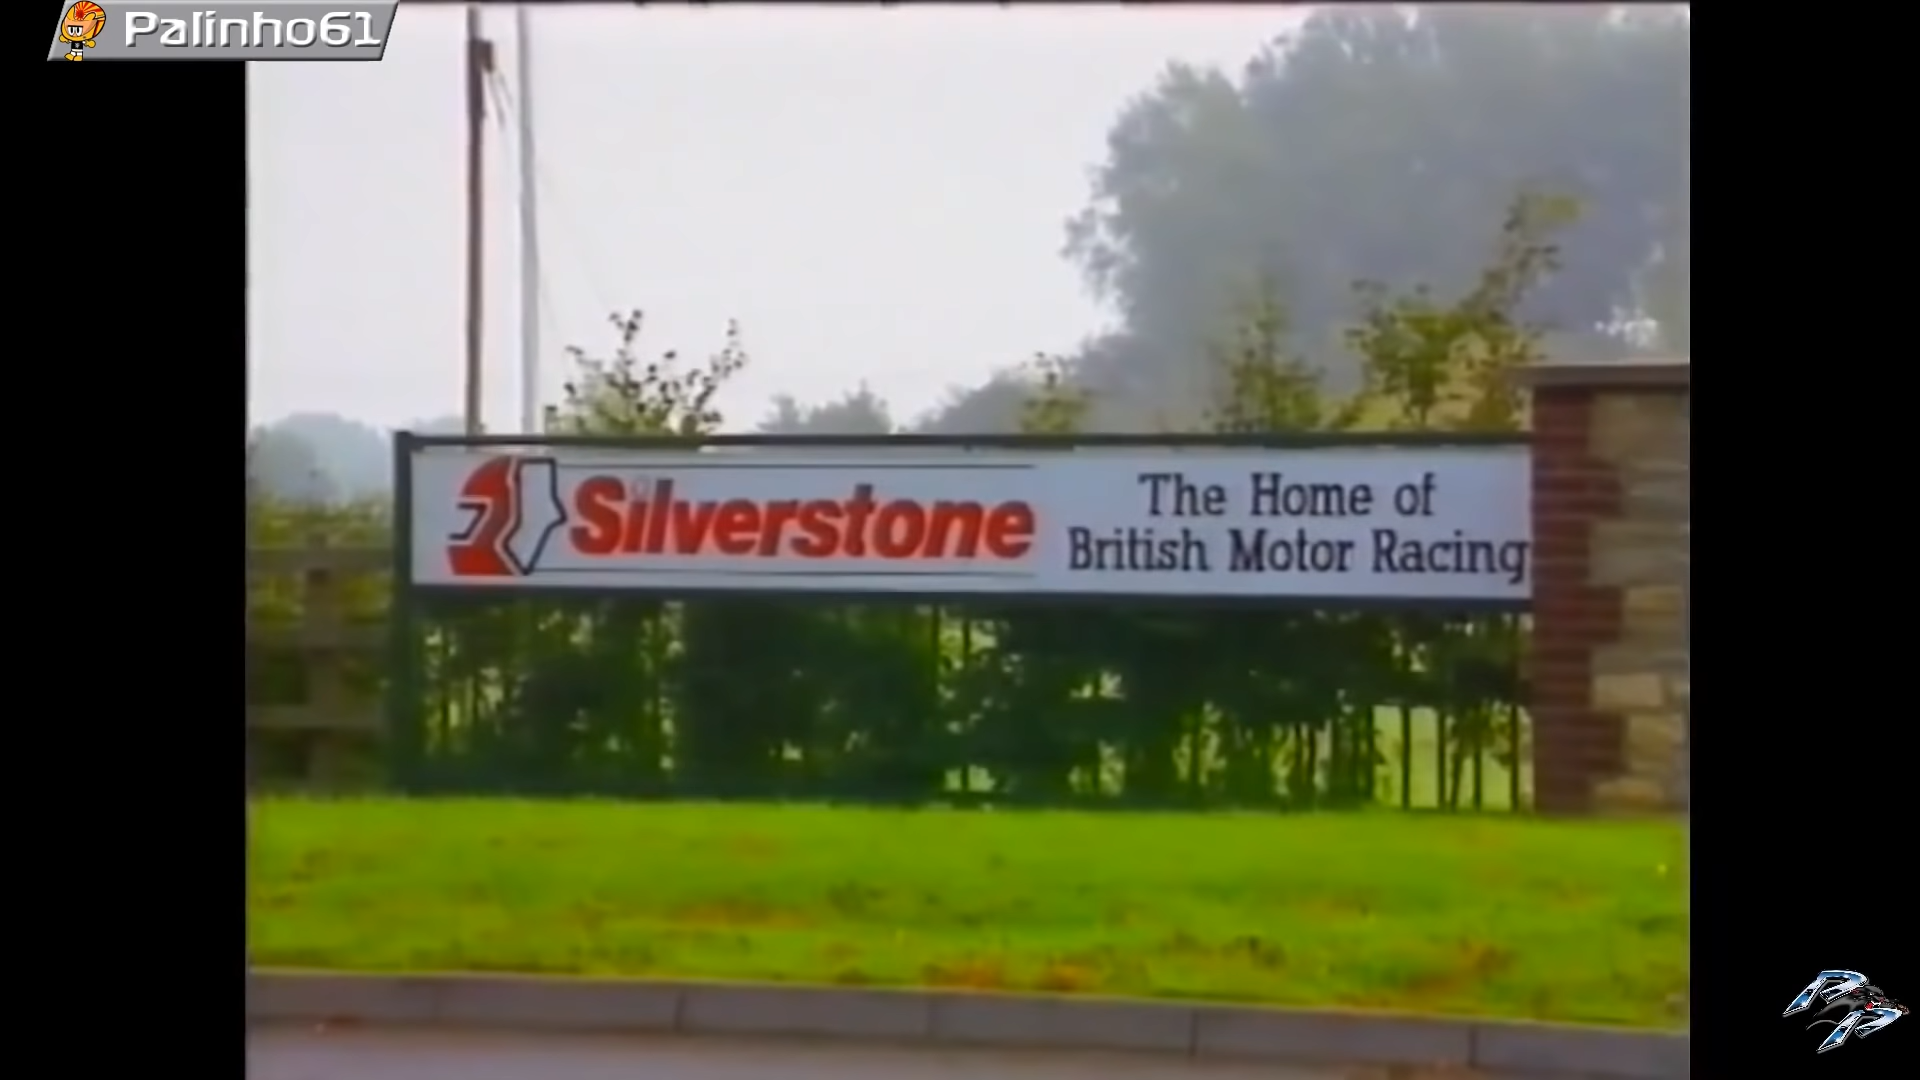 Palinho61
Silverstone
The Home of
British Motor Racing